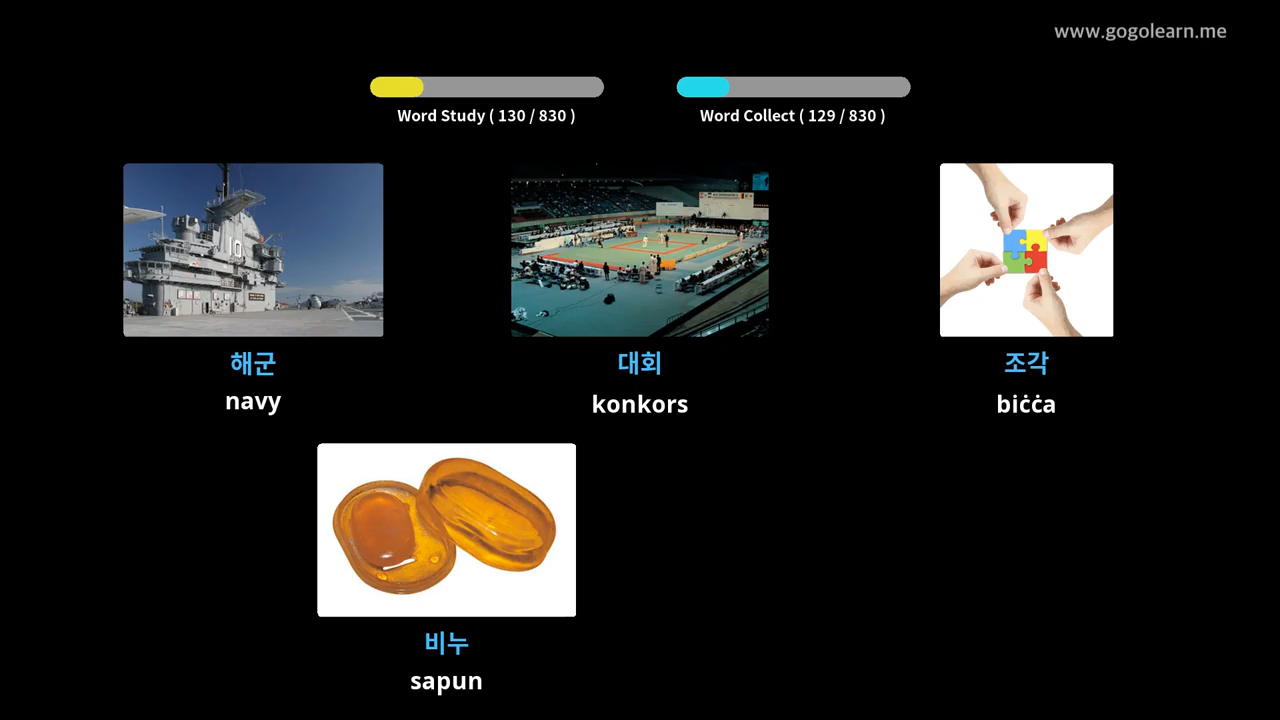 www.gogolearn.me
Word Study ( 130 / 830 )
Word Collect ( 129 / 830 )
해군
navy
대회
konkors
조각
biċċa
비누
sapun